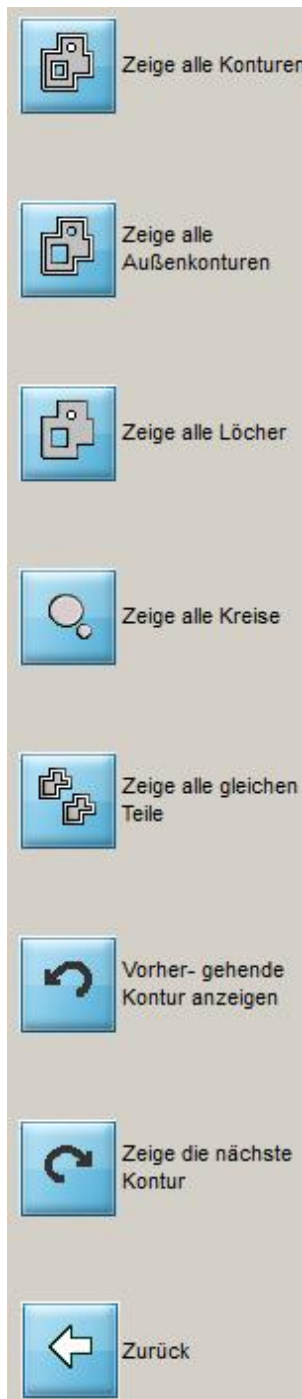 Zeige alle Konturen
Zeige alle
Außenkonturen
Zeige alle Löcher
Zeige alle Kreise
Zeige alle gleichen
Teile
Vorher- gehende
Kontur anzeigen
Zeige die nächste
Kontur
Zurück